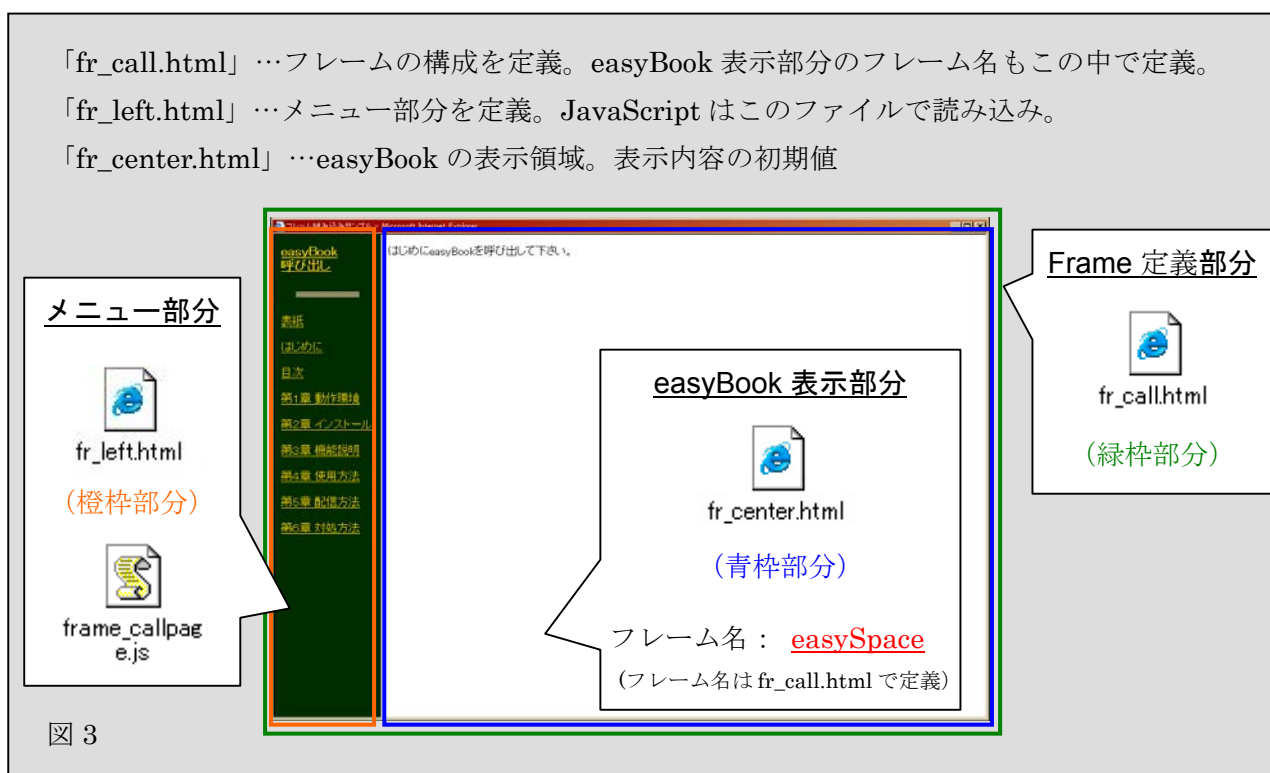 「fr_call.html」…フレームの構成を定義。easyBook 表示部分のフレーム名もこの中で定義。
「fr_left.html」…メニュー部分を定義。JavaScript はこのファイルで読み込み。
「fr_center.html」…easyBook の表示領域。表示内容の初期値
Microsoft Internet Explorer
easyBook
呼び出し
表紙
はじめに
目次
第1章 動作環境
第2章 インストール
第3章 機能説明
第4章 使用方法
第5章 配信方法
第6章 対処方法
はじめにeasyBookを呼び出して下さい。
メニュー部分
fr_left.html
(橙枠部分)
frame_callpag
e.js
easyBook 表示部分
fr_center.html
(青枠部分)
フレーム名： easySpace
(フレーム名は fr_call.html で定義)
Frame 定義部分
fr_call.html
(緑枠部分)
図 3